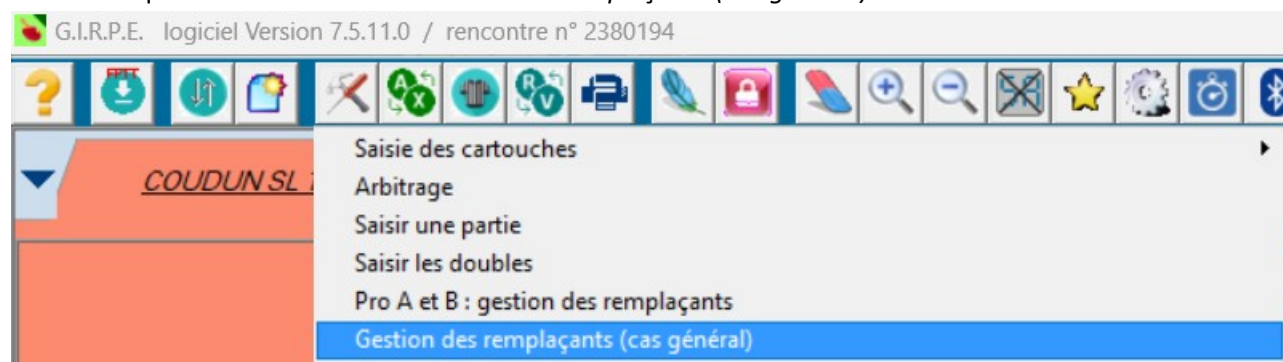 G.I.R.P.E. logiciel Version 7.5.11.0 / rencontre n° 2380194
FFTT
A X
R V
COUDUN SL
Saisie des cartouches
Arbitrage
Saisir une partie
Saisir les doubles
Pro A et B : gestion des remplaçants
Gestion des remplaçants (cas général)